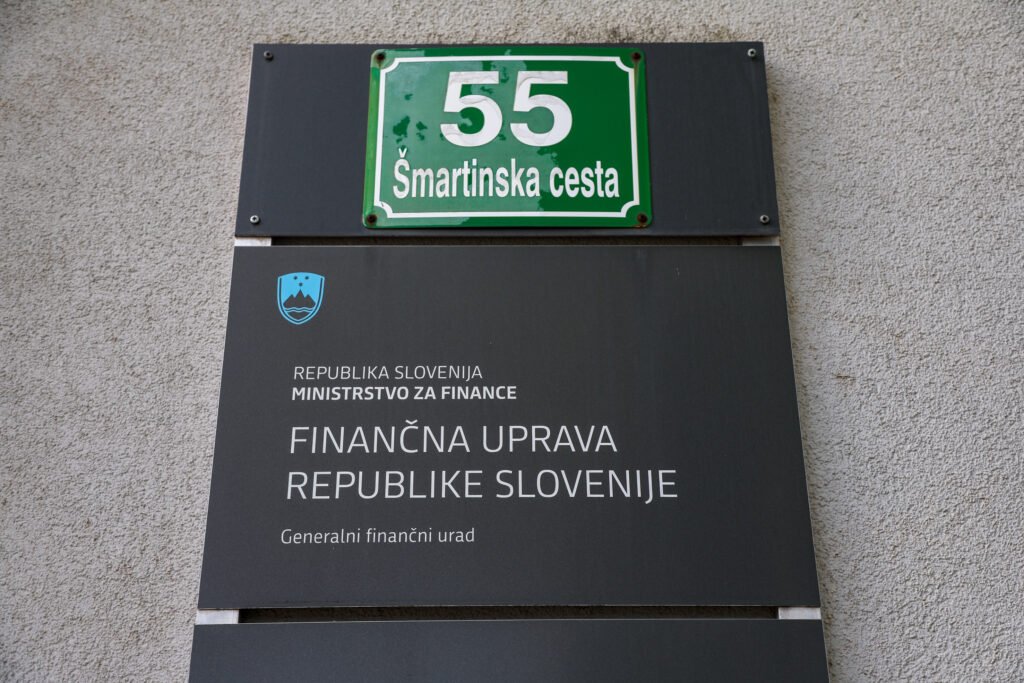 55
Šmartinska cesta
REPUBLIKA SLOVENIJA
MINISTRSTVO ZA FINANCE
FINANČNA UPRAVA
REPUBLIKE SLOVENIJE
Generalni finančni urad